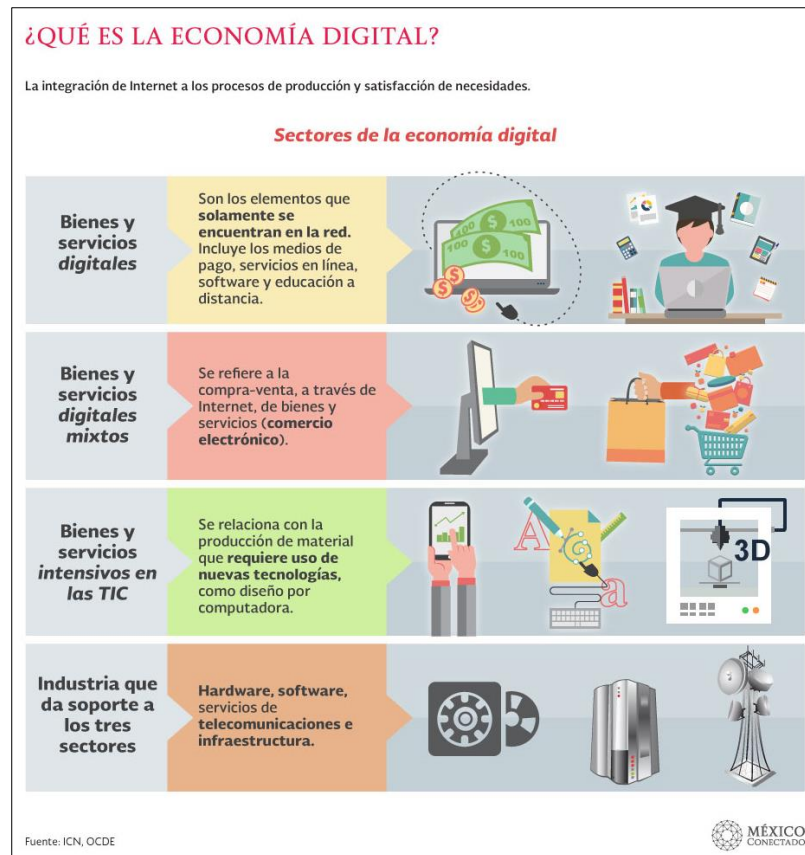 ¿QUÉ ES LA ECONOMÍA DIGITAL?
La integración de Internet a los procesos de producción y satisfacción de necesidades.
Sectores de la economía digital
Bienes y
servicios
digitales
Son los elementos que
solamente se
encuentran en la red.
Incluye los medios de
pago, servicios en línea,
software y educación a
distancia.
100 $ 100
100 $ 100
$
$
$
$
Bienes y
servicios
digitales
mixtos
Se refiere a la
compra-venta, a través de
Internet, de bienes y
servicios (comercio
electrónico).
Bienes y
servicios
intensivos en
las TIC
Se relaciona con la
producción de material
que requiere uso de
nuevas tecnologías,
como diseño por
computadora.
A
a
3D
Industria que
da soporte a
los tres
sectores
Hardware, software,
servicios de
telecomunicaciones e
infraestructura.
Fuente: ICN, OCDE
MÉXICO
CONECTADO